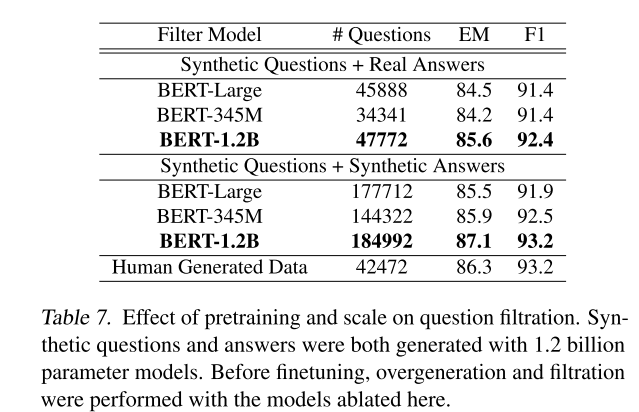 Filter Model # Questions EM F1
Synthetic Questions + Real Answers
BERT-Large 45888 84.5 91.4
BERT-345M 34341 84.2 91.4
BERT-1.2B 47772 85.6 92.4
Synthetic Questions + Synthetic Answers
BERT-Large 177712 85.5 91.9
BERT-345M 144322 85.9 92.5
BERT-1.2B 184992 87.1 93.2
Human Generated Data 42472 86.3 93.2
Table 7. Effect of pretraining and scale on question filtration. Syn-
thetic questions and answers were both generated with 1.2 billion
parameter models. Before finetuning, overgeneration and filtration
were performed with the models ablated here.